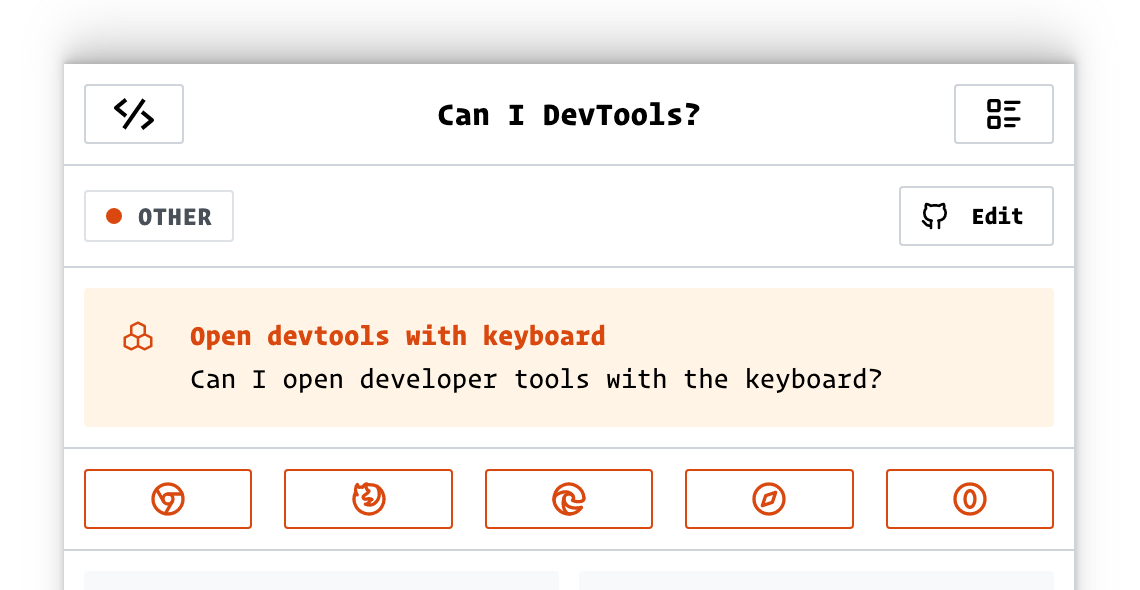 Can I DevTools?
OTHER
Edit
Open devtools with keyboard
Can I open developer tools with the keyboard?